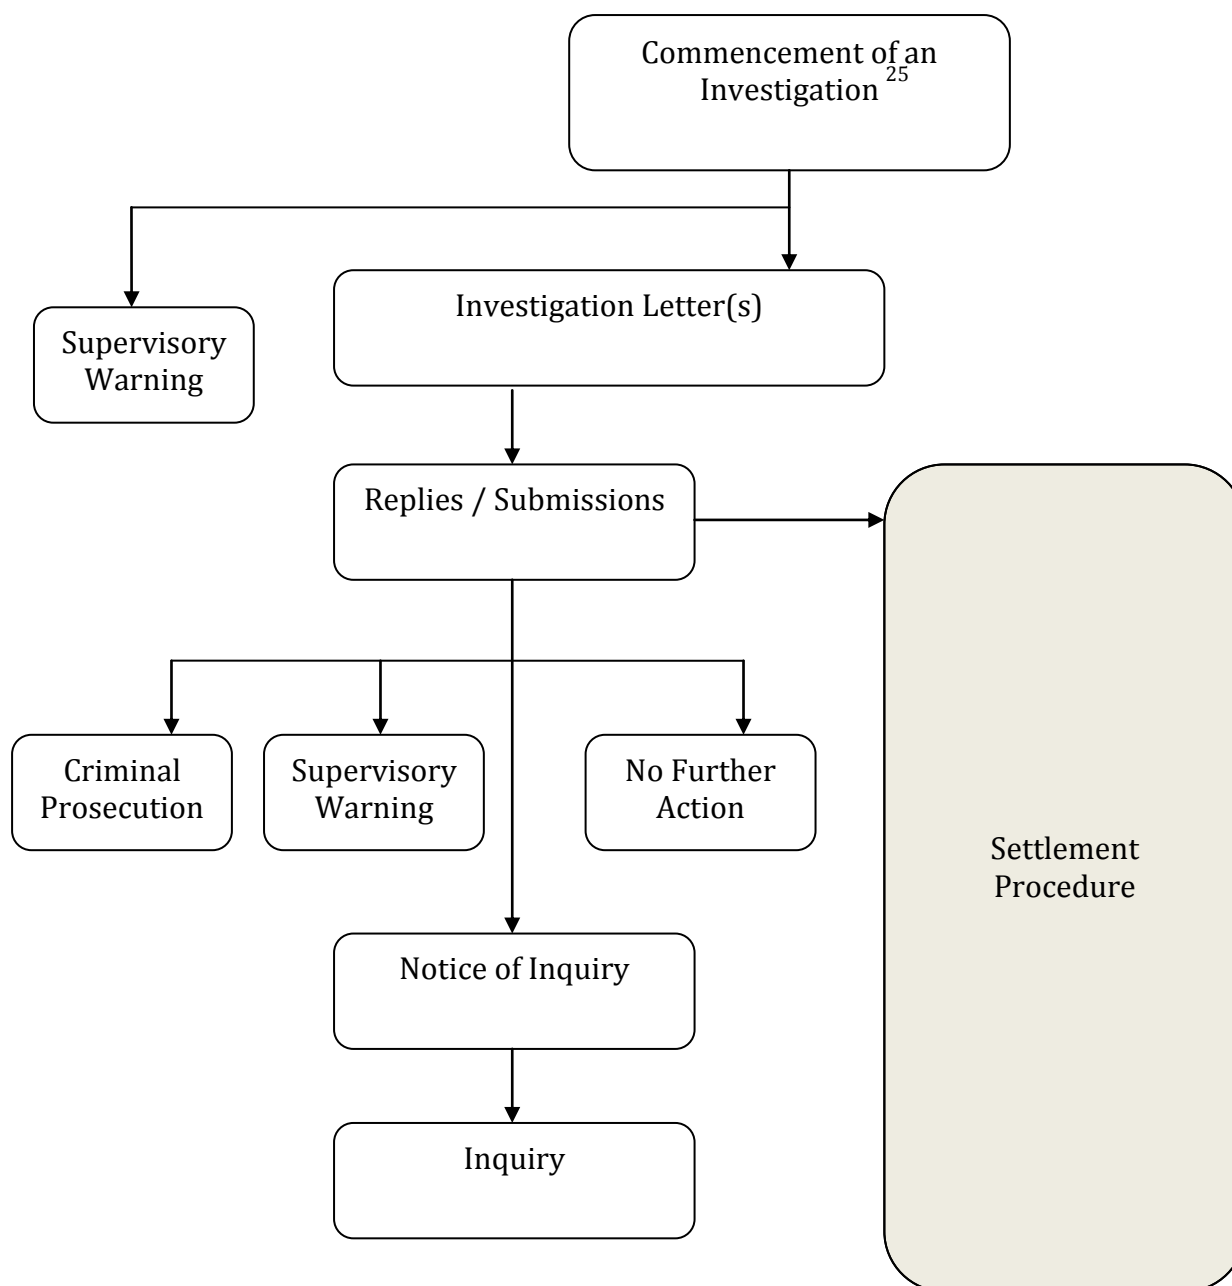 Commencement of an
Investigation 25
Investigation Letter(s)
Supervisory
Warning
Replies / Submissions
Criminal
Prosecution
Supervisory
Warning
No Further
Action
Settlement
Procedure
Notice of Inquiry
Inquiry